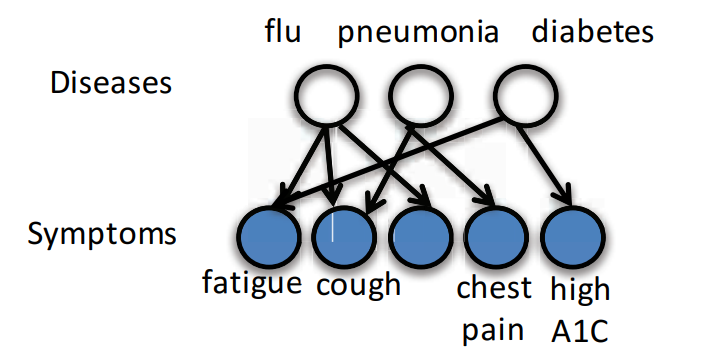 flu pneumonia diabetes
Diseases
Symptoms
fatigue cough chest high
pain A1C